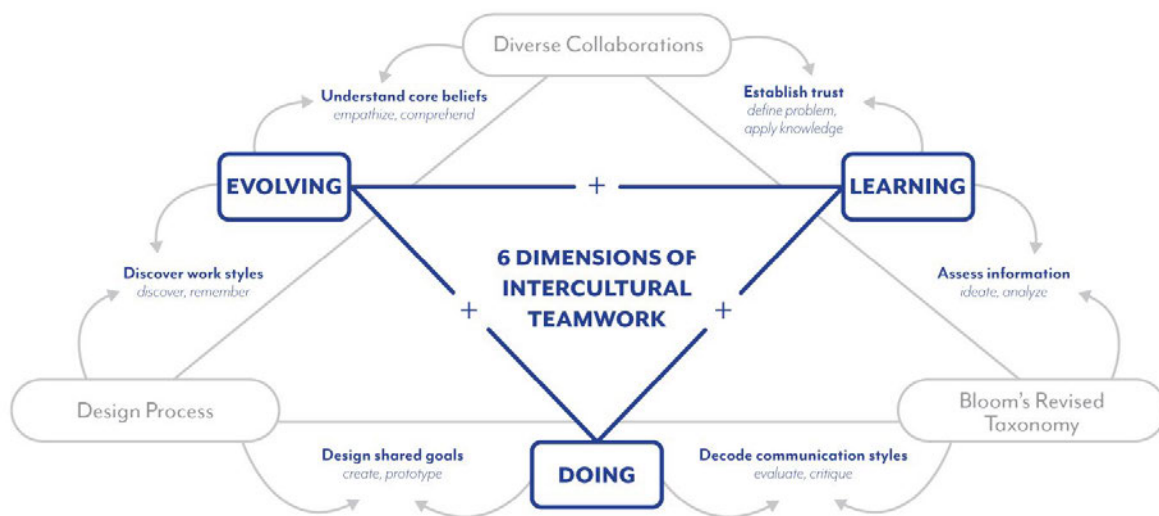 Diverse Collaborations
Understand core beliefs
empathize, comprehend
Establish trust
define problem,
apply knowledge
EVOLVING
+
LEARNING
Discover work styles
discover, remember
6 DIMENSIONS OF
INTERCULTURAL
TEAMWORK
Assess information
ideate, analyze
+
+
Design Process
Bloom's Revised
Taxonomy
Design shared goals
create, prototype
DOING
Decode communication styles
evaluate, critique